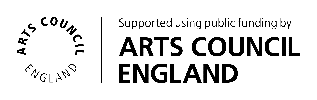 ARTS COUNCIL
ENGLAND
Supported using public funding by
ARTS COUNCIL
ENGLAND